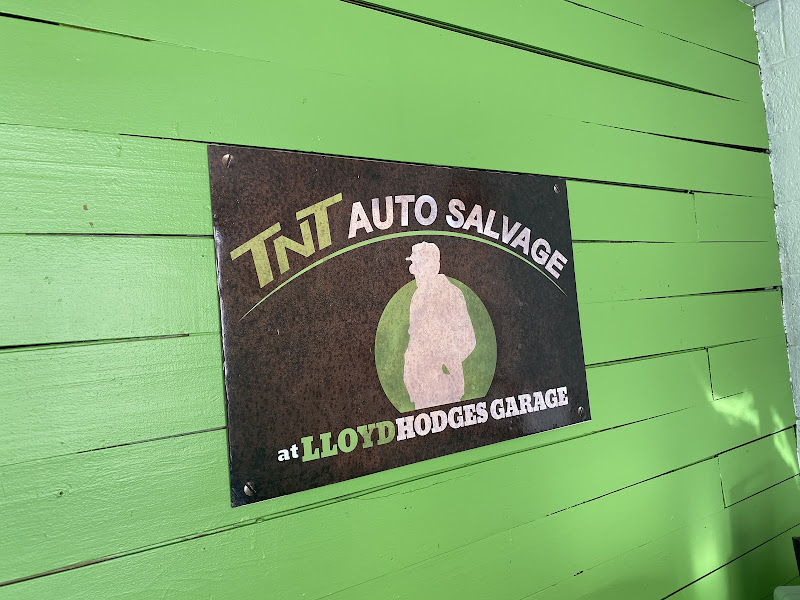 TNT AUTO SALVAGE
at LLOYD HODGES GARAGE